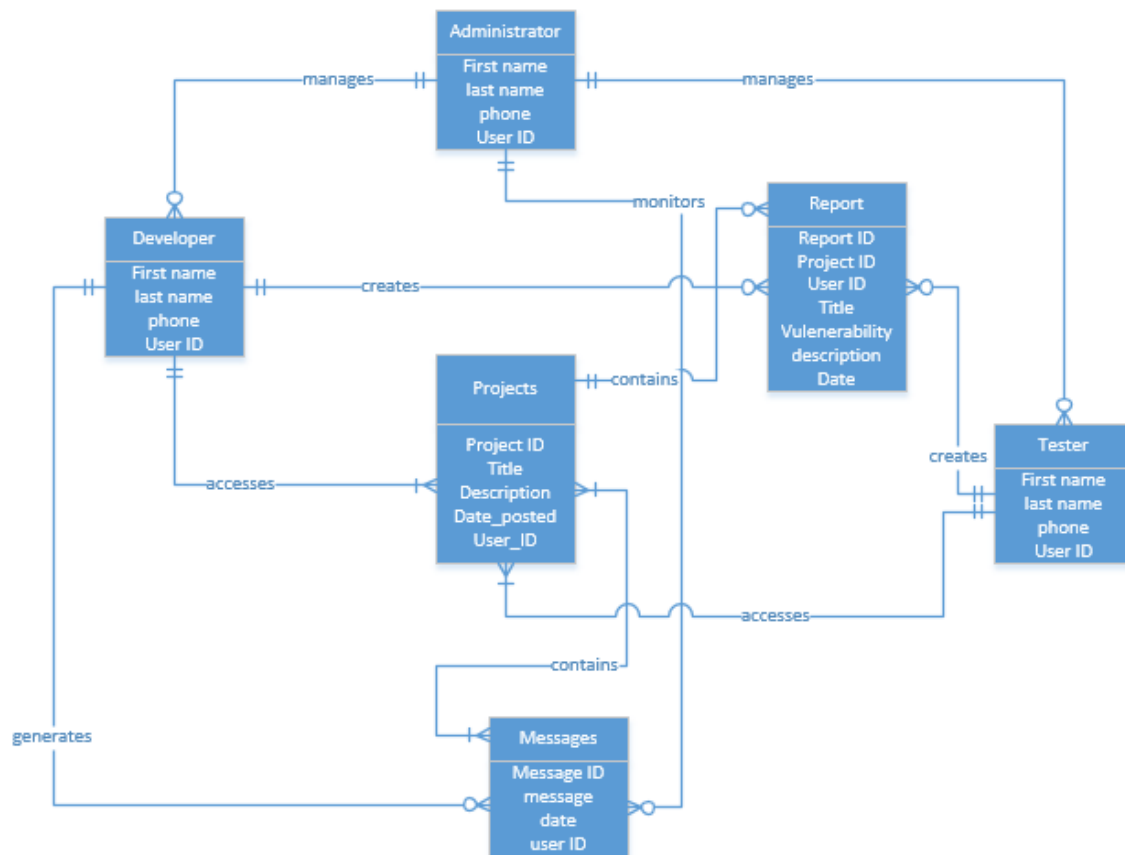 Administrator
First name
last name
phone
User ID
manages
manages
monitors
Report
Report ID
Project ID
User ID
Title
Vulenerability
description
Date
Developer
First name
last name
phone
User ID
creates
contains
Projects
Project ID
Title
Description
Date_posted
User_ID
accesses
creates
Tester
First name
last name
phone
User ID
accesses
contains
generates
Messages
Message ID
message
date
user ID